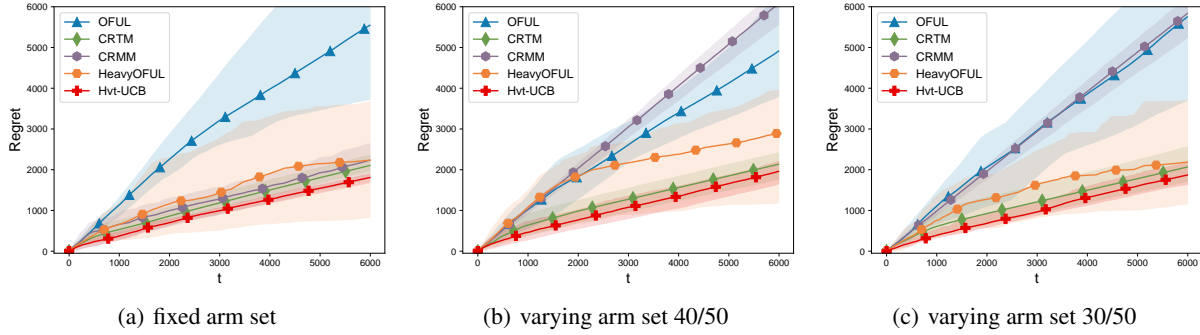 6000
5000
4000
3000
2000
1000
0
Regret
OFUL
CRTM
CRMM
HeavyOFUL
Hvt-UCB
0 1000 2000 3000 4000 5000 6000
t
(a) fixed arm set
6000
5000
4000
3000
2000
1000
0
Regret
OFUL
CRTM
CRMM
HeavyOFUL
Hvt-UCB
0 1000 2000 3000 4000 5000 6000
t
(b) varying arm set 40/50
6000
5000
4000
3000
2000
1000
0
Regret
OFUL
CRTM
CRMM
HeavyOFUL
Hvt-UCB
0 1000 2000 3000 4000 5000 6000
t
(c) varying arm set 30/50